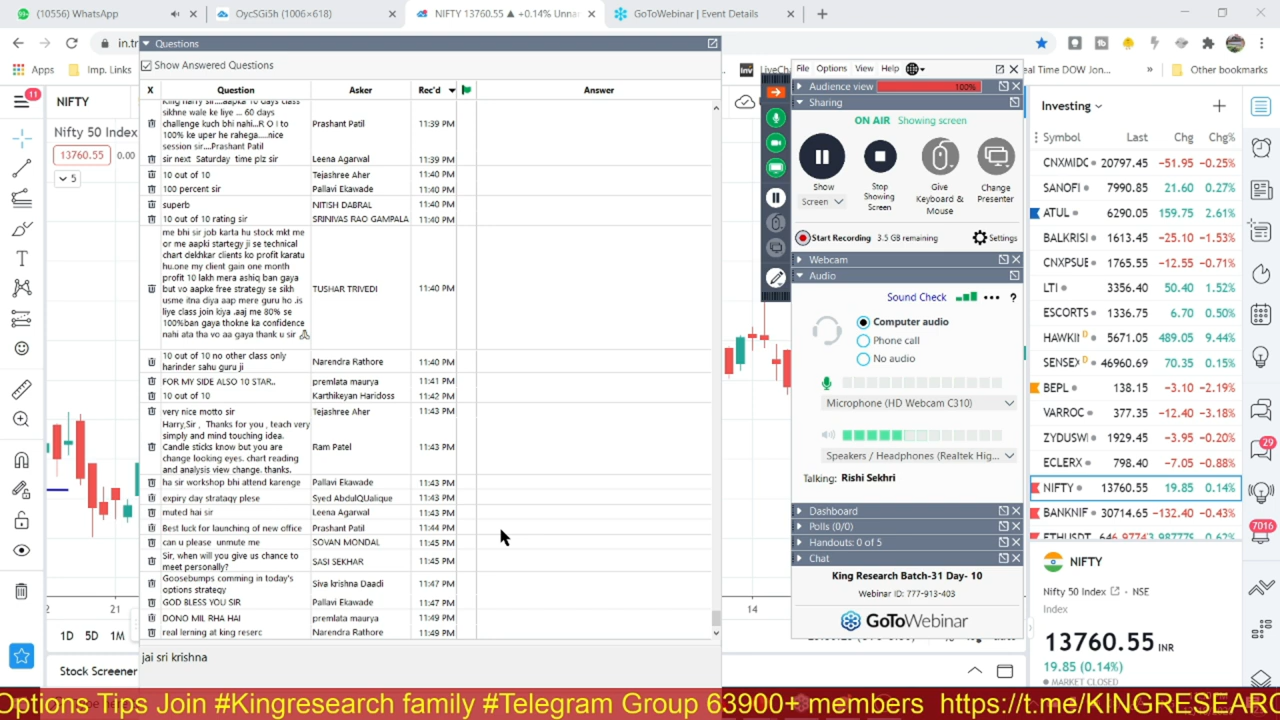 (10556) WhatsApp
OycSGi5h (1006×618)
NIFTY 13760.55 ▲ +0.14% Unnar
GoToWebinar | Event Details
in.tr
Apps
Imp. Links
LiveCh
eal Time DOW Jon...
»
Other bookmarks
11
NIFTY
Nifty 50 Index
13760.55
0.00
5
Questions
Show Answered Questions
X Question Asker Rec'd Answer
King Harry sir....aapka 10 days class
sikhne wale ke liye ... 60 days
challenge kuch bhi nahi...R O I to
100% ke uper he rahega.....nice
session sir....Prashant Patil
Prashant Patil 11:39 PM
sir next Saturday time plz sir Leena Agarwal 11:39 PM
10 out of 10 Tejashree Aher 11:40 PM
100 percent sir Pallavi Ekawade 11:40 PM
superb NITISH DABRAL 11:40 PM
10 out of 10 rating sir SRINIVAS RAO GAMPALA 11:40 PM
me bhi sir job karta hu stock mkt me
or me aapki startegy ji se technical
chart dekhdar clients ko profit karatu
hu.one my client gain one month
profit 10 lakh mera ashiq ban gaya
but vo aapke free strategy se sikh
usme itna diya aap mere guru ho .is
liye class join kiya .aaj me 80% se
100%ban gaya thokne ka confidence
nahi ata tha vo aa gaya thank u sir 🙏
TUSHAR TRIVEDI 11:40 PM
10 out of 10 no other class only
harinder sahu guru ji
Narendra Rathore 11:40 PM
FOR MY SIDE ALSO 10 STAR.. premlata maurya 11:41 PM
10 out of 10 Karthikeyan Haridoss 11:42 PM
very nice motto sir Tejashree Aher 11:43 PM
Harry,Sir , Thanks for you , teach very
simply and mind touching idea.
Candle sticks know but you are
change looking eyes. chart reading
and analysis view change. thanks.
Ram Patel 11:43 PM
ha sir workshop bhi attend karenge Pallavi Ekawade 11:43 PM
expiry day strataqy plese Syed AbdulQUalique 11:43 PM
muted hai sir Leena Agarwal 11:43 PM
Best luck for launching of new office Prashant Patil 11:44 PM
can u please unmute me SOVAN MONDAL 11:45 PM
Sir, when will you give us chance to
meet personally?
SASI SEKHAR 11:45 PM
Goosebumps comming in today's
options strategy
Siva krishna Daadi 11:47 PM
GOD BLESS YOU SIR Pallavi Ekawade 11:47 PM
DONO MIL RHA HAI premlata maurya 11:49 PM
real lerning at king reserc Narendra Rathore 11:49 PM
jai sri krishna
2
21
14
1D 5D 1M
Stock Screener
File Options View Help
Audience view 100%
Sharing
ON AIR Showing screen
Show
Screen
Stop
Showing
Screen
Give
Keyboard &
Mouse
Change
Presenter
Start Recording 3.5 GB remaining Settings
Webcam
Audio
Sound Check ••• ?
Computer audio
Phone call
No audio
Microphone (HD Webcam C310)
Speakers / Headphones (Realtek Hig...
Talking: Rishi Sekhri
Dashboard
Polls (0/0)
Handouts: 0 of 5
Chat
King Research Batch-31 Day- 10
Webinar ID: 777-913-403
GoToWebinar
Investing
Symbol Last Chg Chg%
CNXMIDC 20797.45 −51.95 −0.25%
SANOFI 7990.85 21.60 0.27%
ATUL 6290.05 159.75 2.61%
BALKRISI 1613.45 −25.10 −1.53%
CNXPSUE 1765.55 −12.55 −0.71%
LTI 3356.40 50.40 1.52%
ESCORTS 1336.75 6.70 0.50%
HAWKIN D 5671.05 489.05 9.44%
SENSEX D 46960.69 70.35 0.15%
BEPL 138.15 −3.10 −2.19%
VARROC 377.35 −12.40 −3.18%
ZYDUSWI 1929.45 −3.95 −0.20%
ECLERX 798.40 −7.05 −0.88%
NIFTY 13760.55 19.85 0.14%
BANKNIF 30714.65 −132.40 −0.43%
ETHUSDT 0.62%
NIFTY
Nifty 50 Index • NSE
Index
13760.55 INR
19.85 (0.14%)
MARKET CLOSED
29
7016
Options Tips Join #Kingresearch family #Telegram Group 63900+ members https://t.me/KINGRESEARC